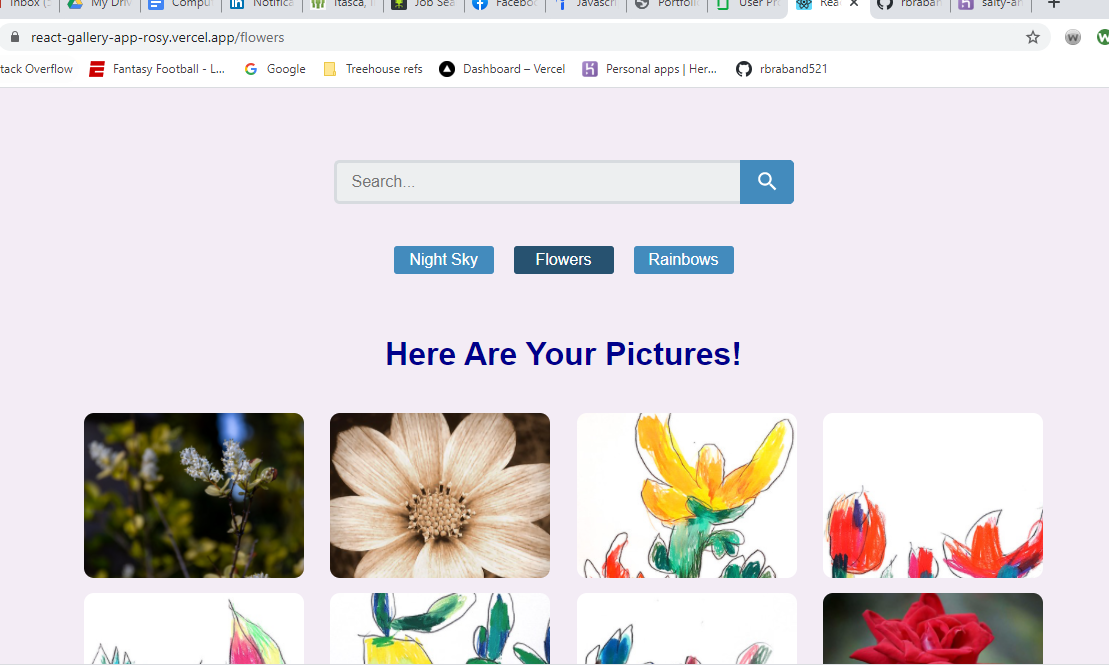 Inbox (
My Driv
Compu
Notifica
Itasca, I
Job Sea
Faceboo
Javascri
Portfoli
User Pr
Rea
rbraban
salty-an
react-gallery-app-rosy.vercel.app/flowers
tack Overflow
Fantasy Football - L...
Google
Treehouse refs
Dashboard – Vercel
Personal apps | Her...
rbraband521
Search...
Night Sky
Flowers
Rainbows
Here Are Your Pictures!